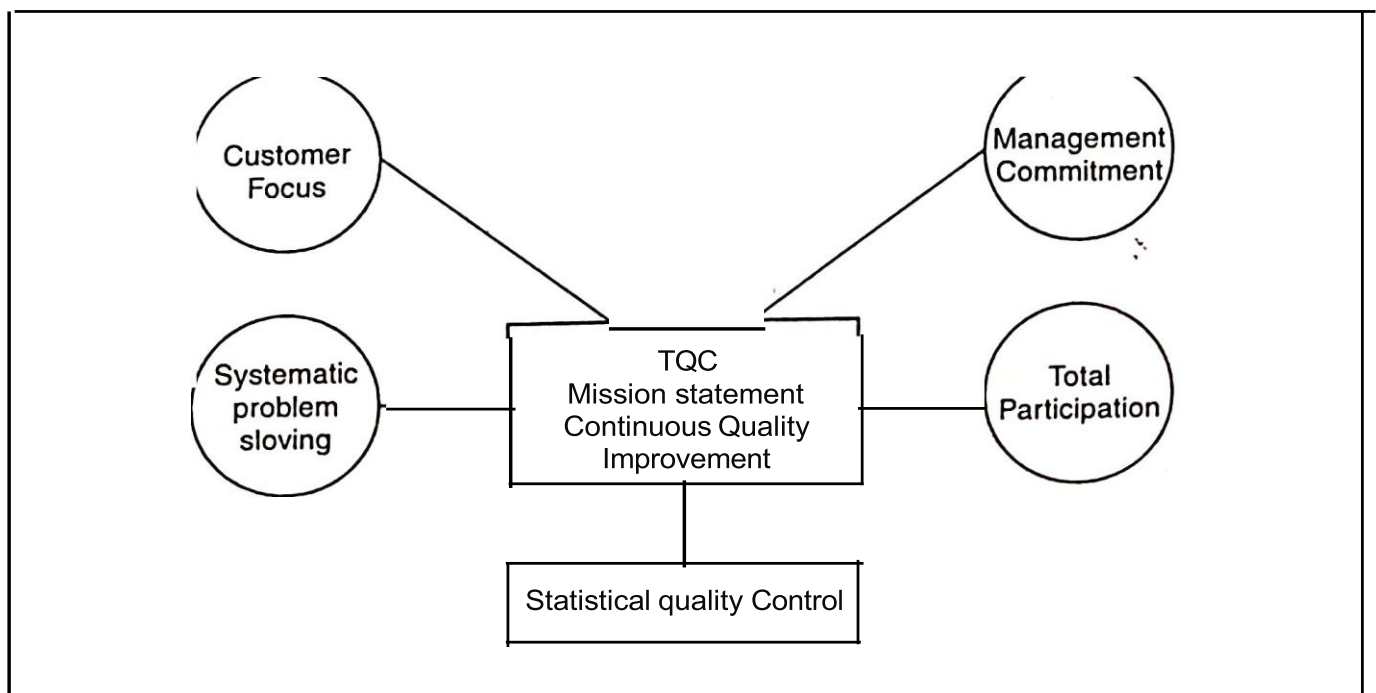 Customer
Focus
Management
Commitment
Systematic
problem
sloving
TQC
Mission statement
Continuous Quality
Improvement
Total
Participation
Statistical quality Control